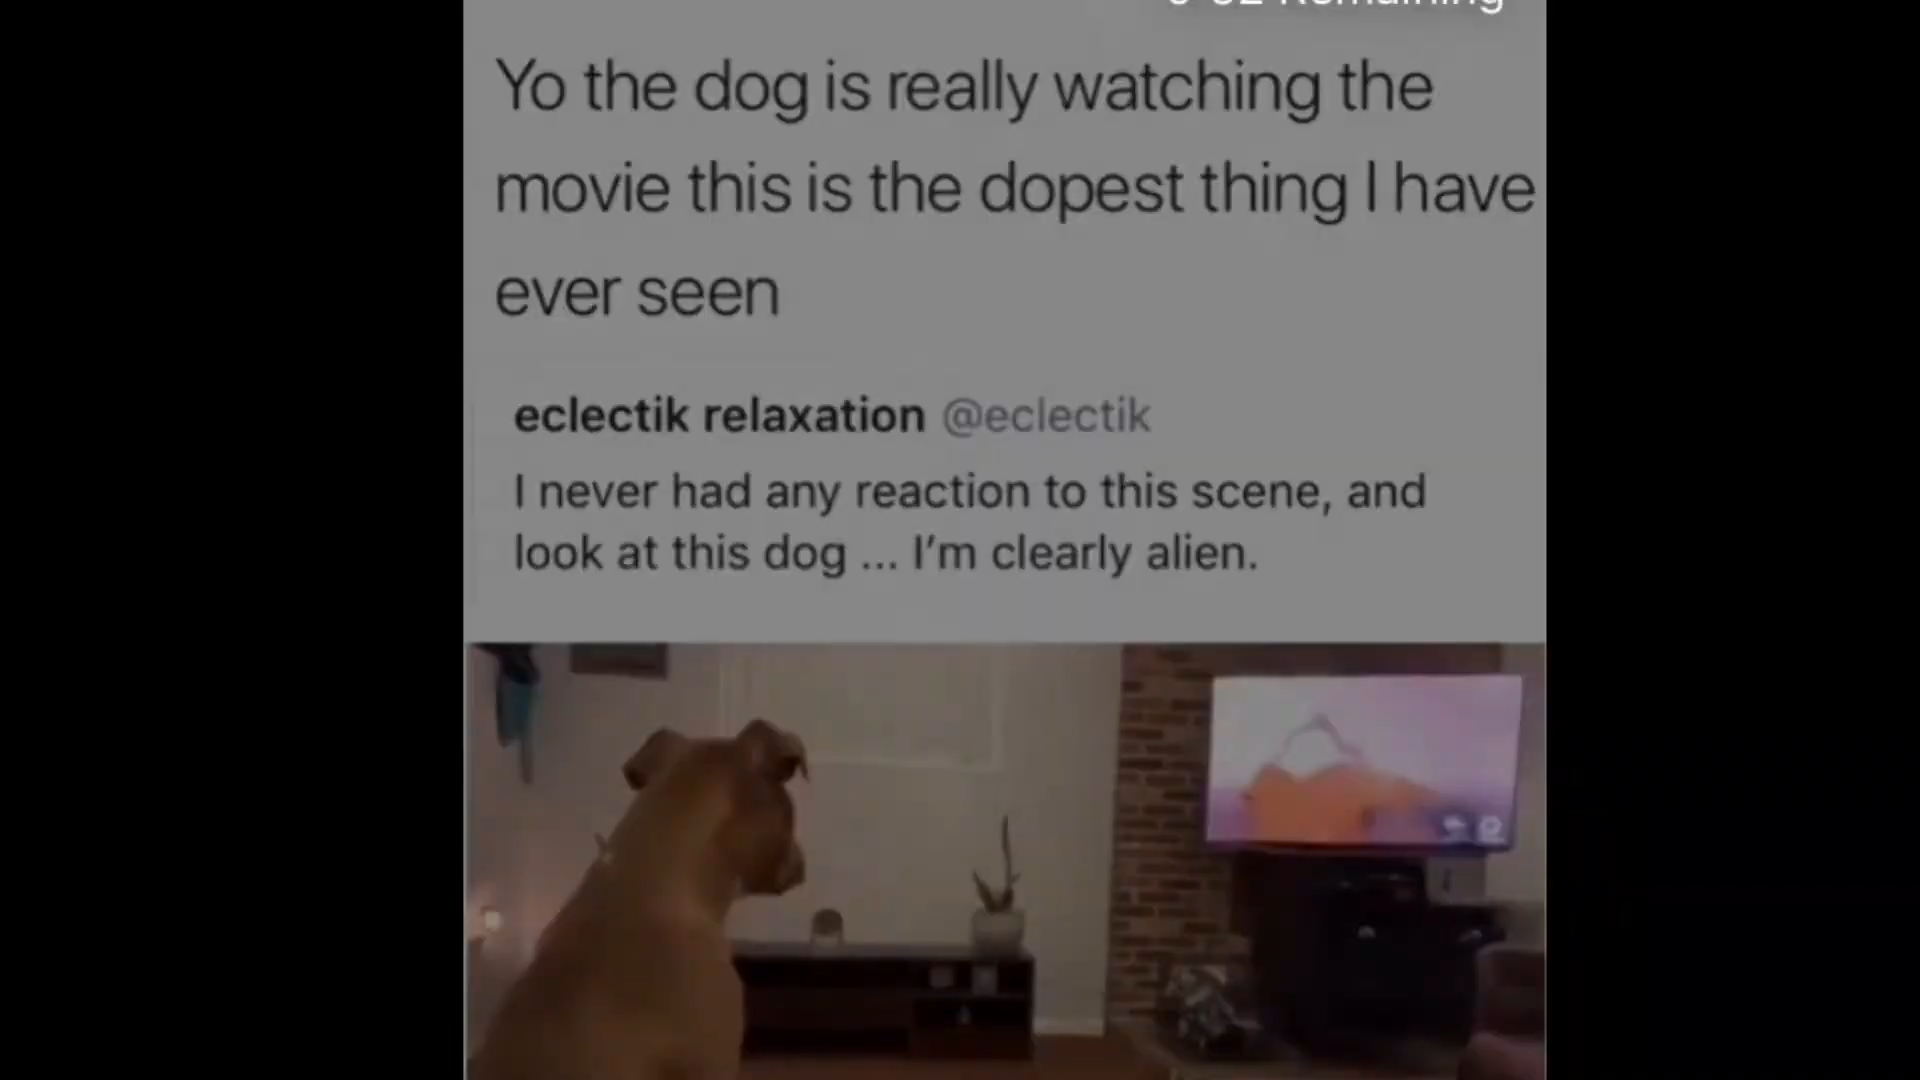 Remaining
Yo the dog is really watching the
movie this is the dopest thing I have
ever seen
eclectik relaxation @eclectik
I never had any reaction to this scene, and
look at this dog ... I'm clearly alien.